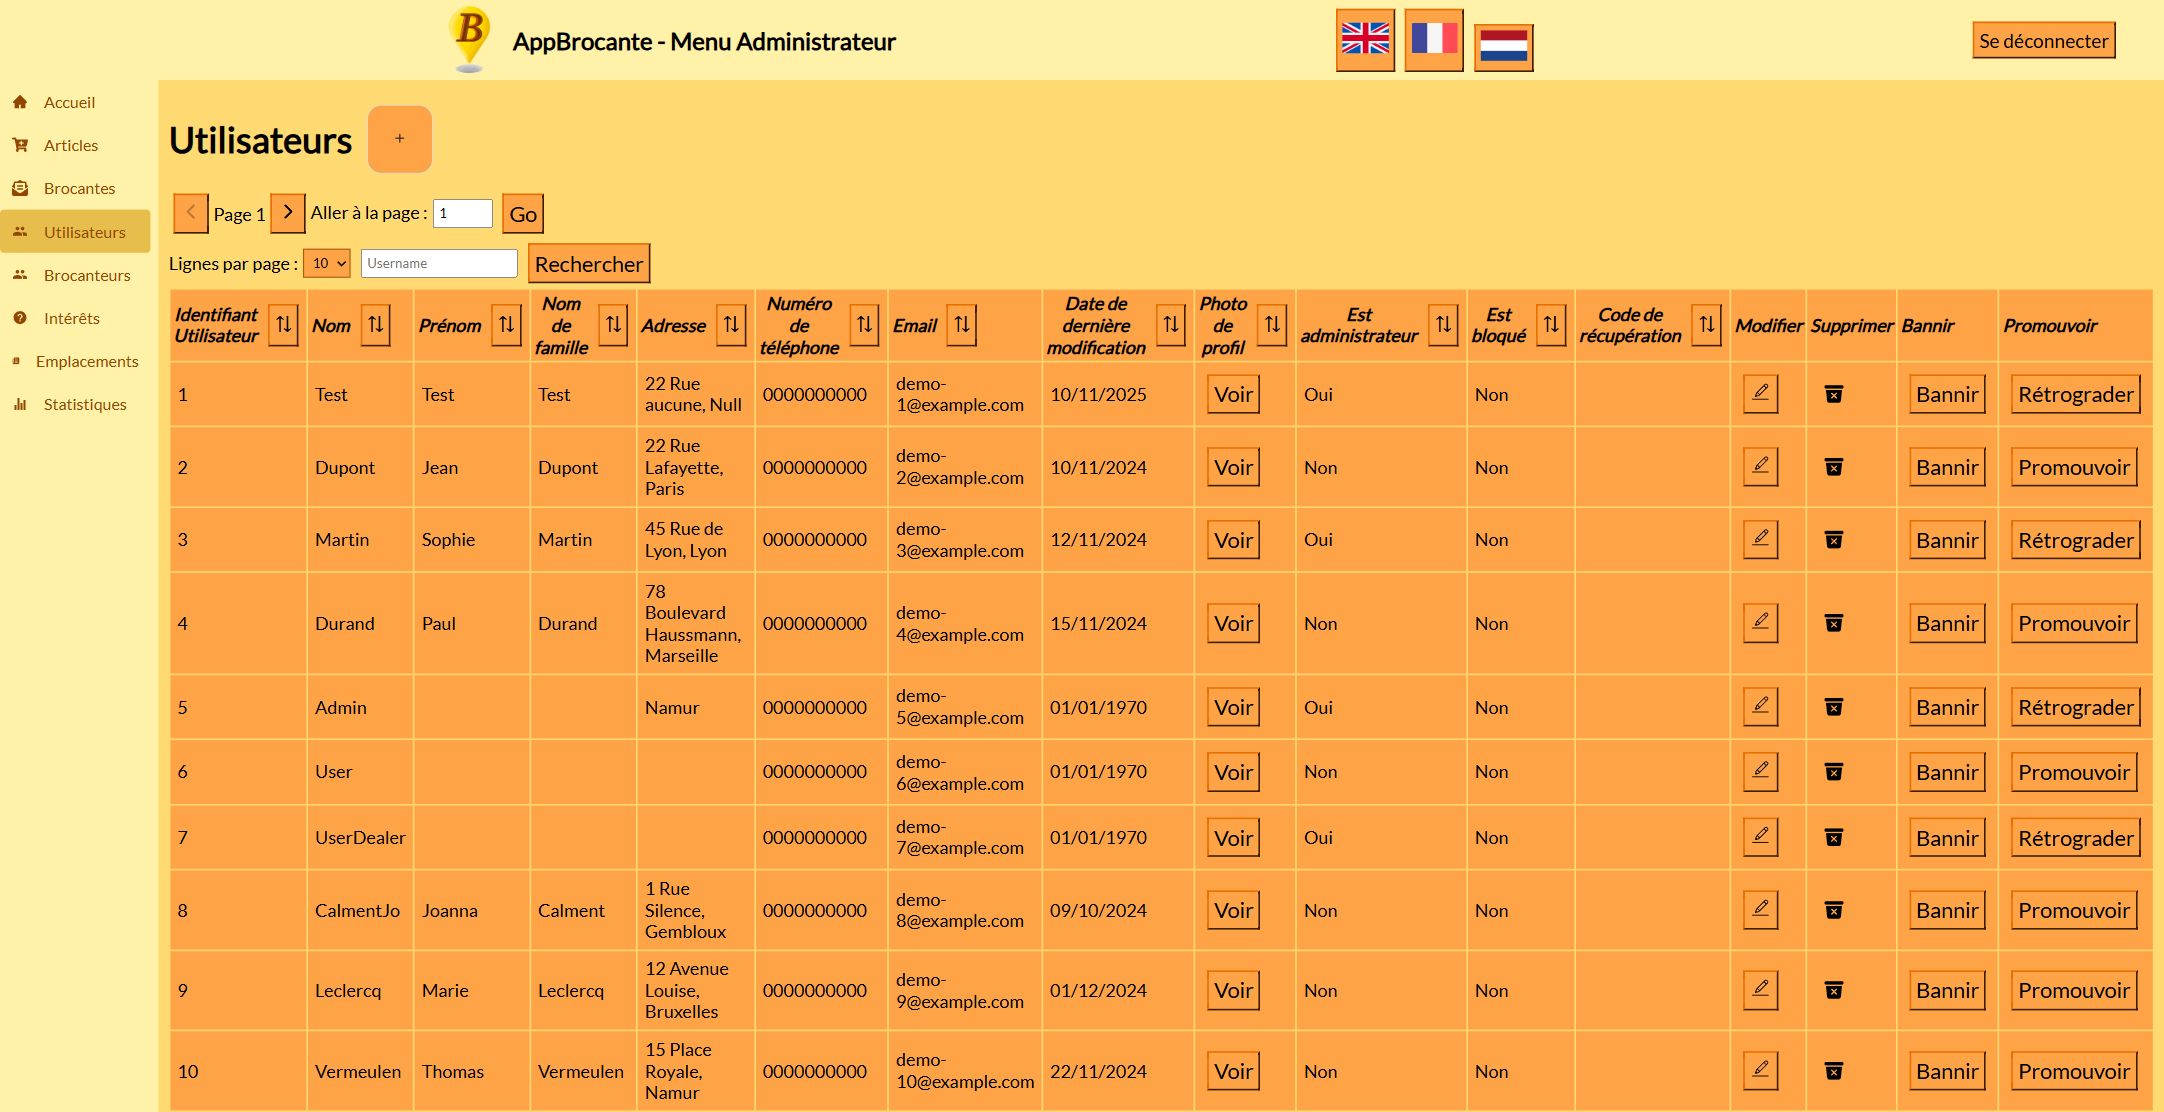 B
AppBrocante - Menu Administrateur
Se déconnecter
Accueil
Articles
Brocantes
Utilisateurs
Brocanteurs
Intérêts
Emplacements
Statistiques
Utilisateurs +
Page 1 Aller à la page : 1 Go
Lignes par page : 10 Username Rechercher
Identifiant Utilisateur Nom Prénom Nom de famille Adresse Numéro de téléphone Email Date de dernière modification Photo de profil Est administrateur Est bloqué Code de récupération Modifier Supprimer Bannir Promouvoir
1 Test Test Test 22 Rue aucune, Null 0000000000 demo-1@example.com 10/11/2025 Voir Oui Non Bannir Rétrograder
2 Dupont Jean Dupont 22 Rue Lafayette, Paris 0000000000 demo-2@example.com 10/11/2024 Voir Non Non Bannir Promouvoir
3 Martin Sophie Martin 45 Rue de Lyon, Lyon 0000000000 demo-3@example.com 12/11/2024 Voir Oui Non Bannir Rétrograder
4 Durand Paul Durand 78 Boulevard Haussmann, Marseille 0000000000 demo-4@example.com 15/11/2024 Voir Non Non Bannir Promouvoir
5 Admin Namur 0000000000 demo-5@example.com 01/01/1970 Voir Oui Non Bannir Rétrograder
6 User 0000000000 demo-6@example.com 01/01/1970 Voir Non Non Bannir Promouvoir
7 UserDealer 0000000000 demo-7@example.com 01/01/1970 Voir Oui Non Bannir Rétrograder
8 CalmentJo Joanna Calment 1 Rue Silence, Gembloux 0000000000 demo-8@example.com 09/10/2024 Voir Non Non Bannir Promouvoir
9 Leclercq Marie Leclercq 12 Avenue Louise, Bruxelles 0000000000 demo-9@example.com 01/12/2024 Voir Non Non Bannir Promouvoir
10 Vermeulen Thomas Vermeulen 15 Place Royale, Namur 0000000000 demo-10@example.com 22/11/2024 Voir Non Non Bannir Promouvoir